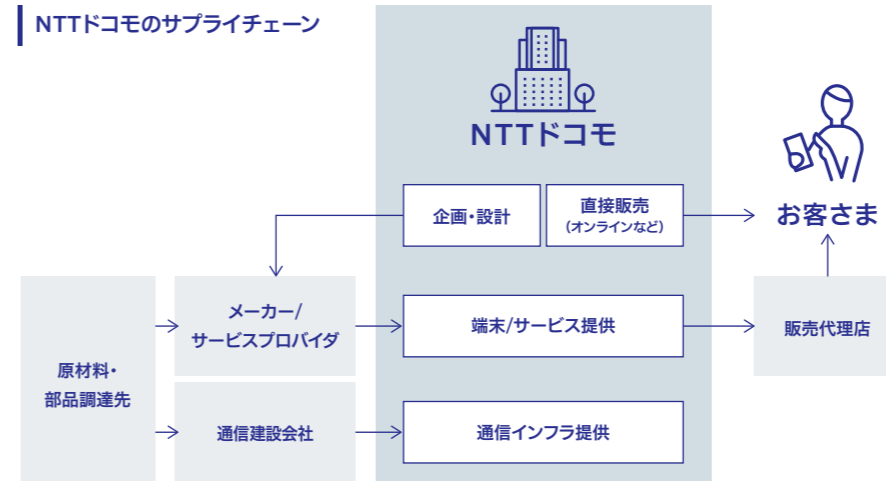 NTTドコモのサプライチェーン
NTTドコモ
お客さま
企画・設計
直接販売
(オンラインなど)
原材料・
部品調達先
メーカー/
サービスプロバイダ
端末/サービス提供
販売代理店
通信建設会社
通信インフラ提供